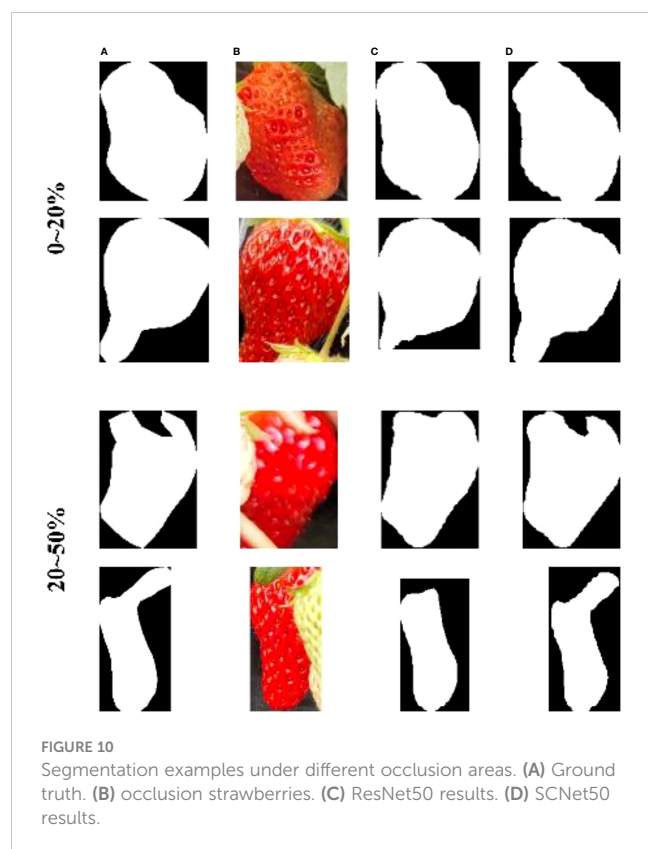 A B C D
0~20%
20~50%
FIGURE 10
Segmentation examples under different occlusion areas. (A) Ground
truth. (B) occlusion strawberries. (C) ResNet50 results. (D) SCNet50
results.